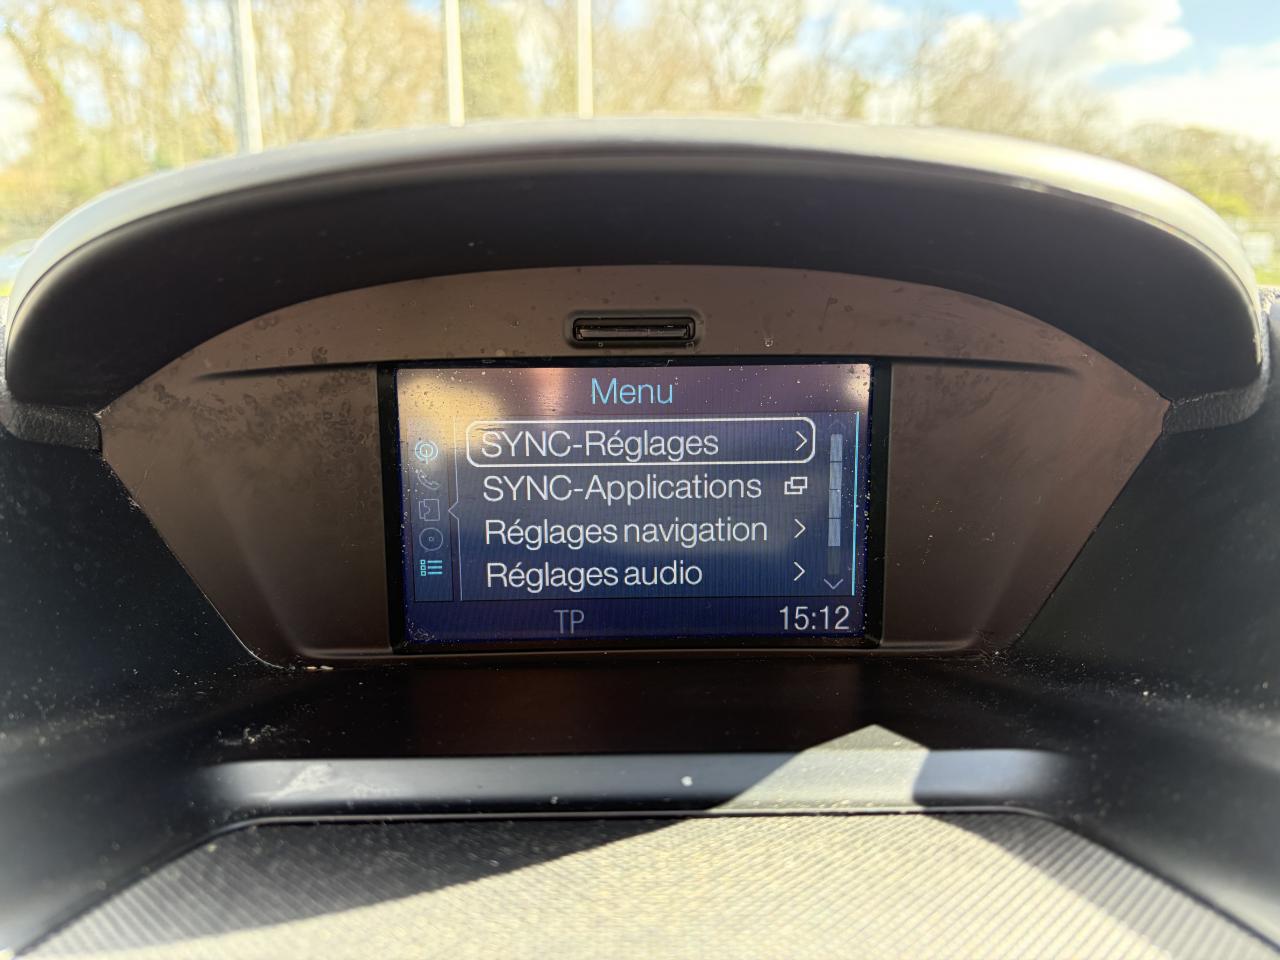 Menu
SYNC-Réglages
SYNC-Applications
Réglages navigation
Réglages audio
TP
15:12